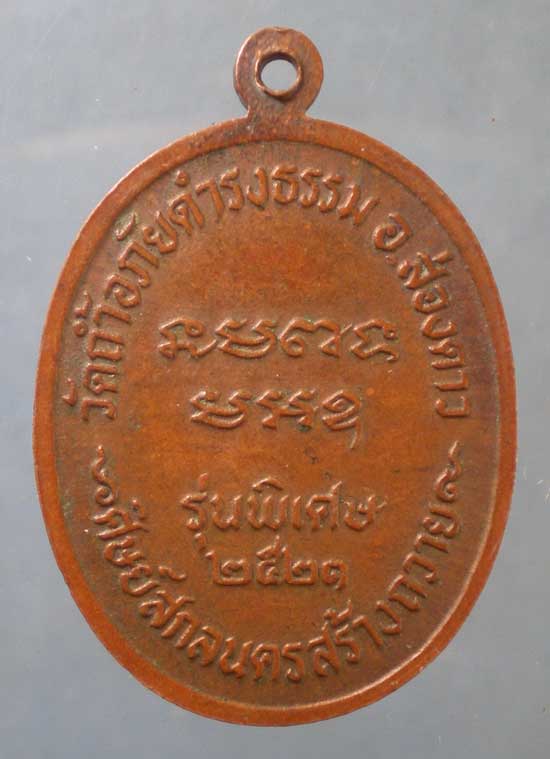 วัดถ้ำอภัยดำรงธรรม อ.ส่องดาว
รุ่นพิเศษ
๒๕๒๑
ศิษย์สกลนครสร้างถวาย